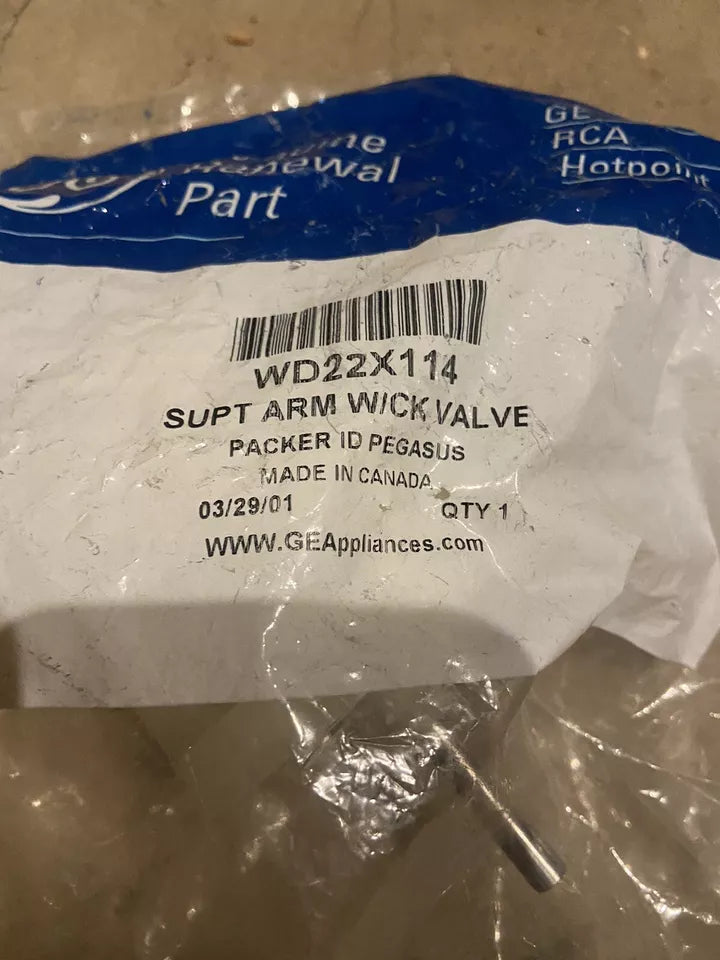 Part
RCA
Hotpoint
WD22X114
SUPT ARM W/CK VALVE
PACKER ID PEGASUS
MADE IN CANADA
03/29/01 QTY 1
WWW.GEAppliances.com